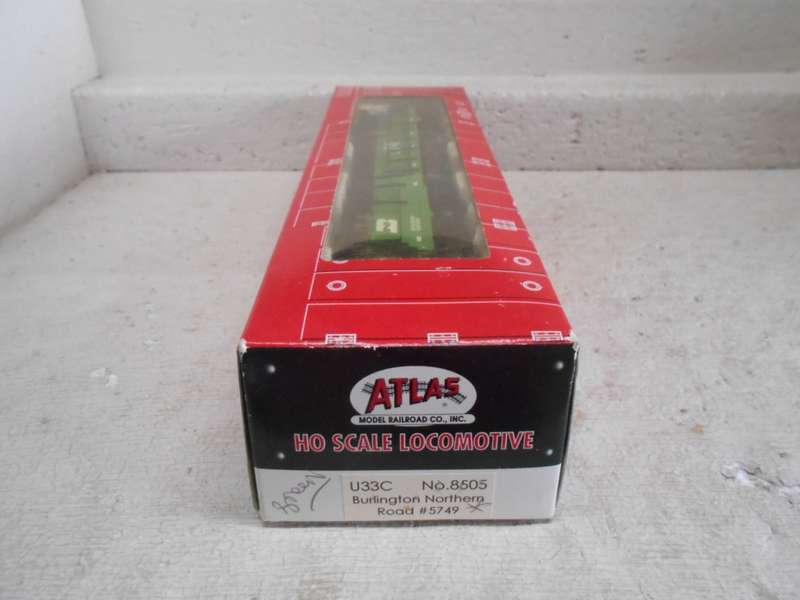 ATLAS
MODEL RAILROAD CO., INC.
HO SCALE LOCOMOTIVE
U33C No.8505
Burlington Northern
Road #5749